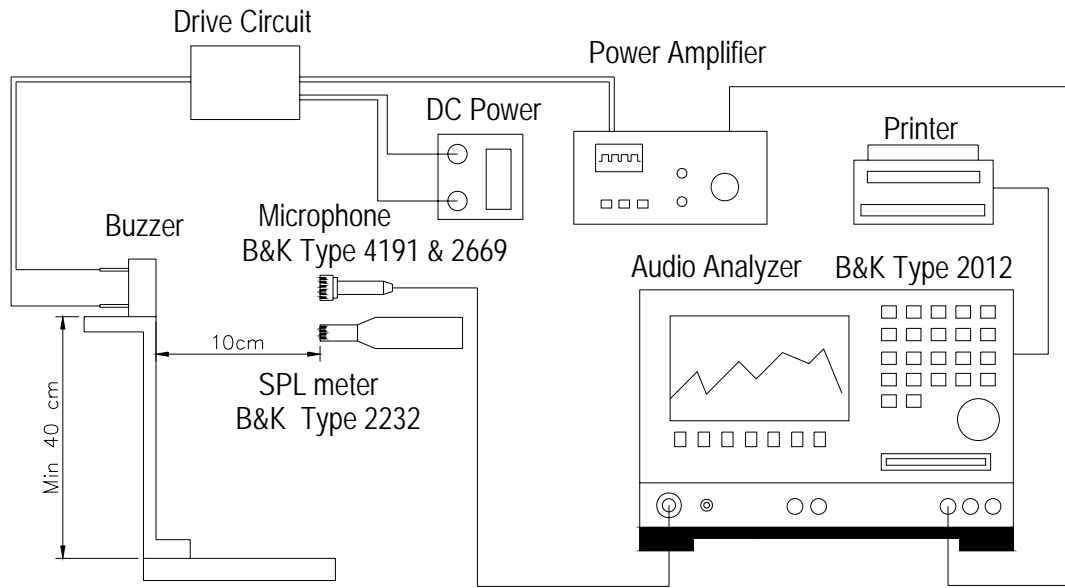 Drive Circuit
Power Amplifier
DC Power
Printer
Buzzer
Microphone
B&K Type 4191 & 2669
Audio Analyzer
B&K Type 2012
10cm
SPL meter
B&K Type 2232
Min 40 cm